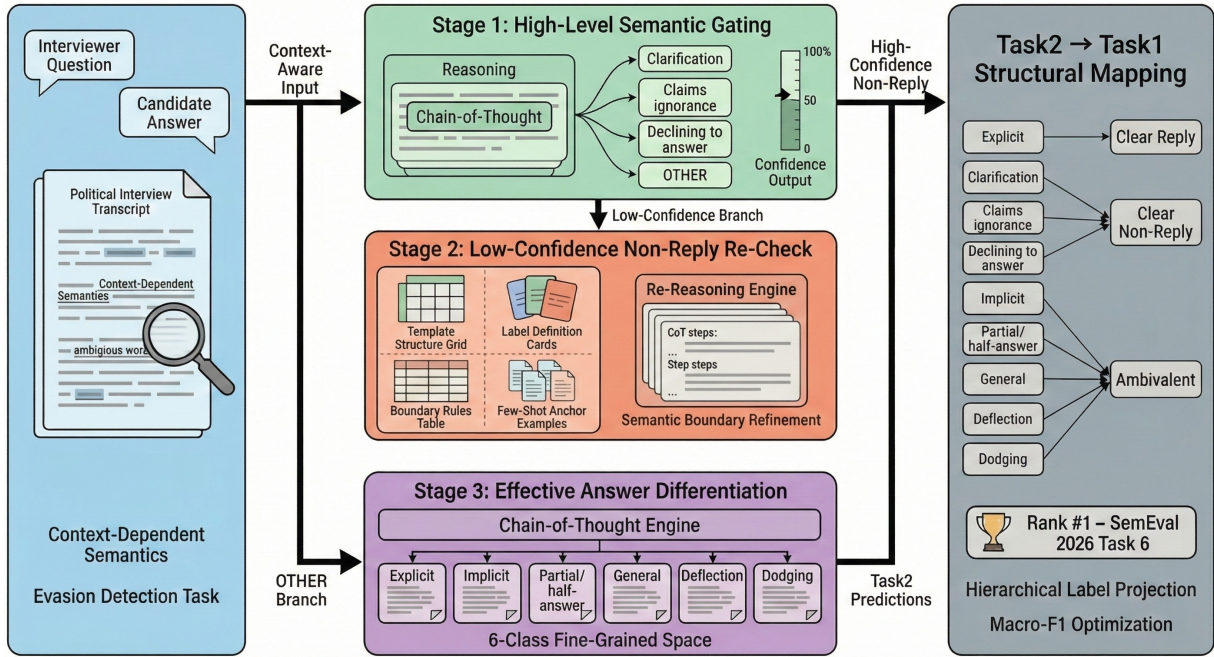 Interviewer
Question
Candidate
Answer
Political Interview
Transcript
Context-Dependent
Semanties
ambigious wor
Context-Dependent
Semantics
Evasion Detection Task
Context-
Aware
Input
OTHER
Branch
Stage 1: High-Level Semantic Gating
Reasoning
Chain-of-Thought
Clarification
Claims
ignorance
Declining to
answer
OTHER
100%
50
0
Confidence
Output
Low-Confidence Branch
Stage 2: Low-Confidence Non-Reply Re-Check
Template
Structure Grid
Label Definition
Cards
Boundary Rules
Table
Few-Shot Anchor
Examples
Re-Reasoning Engine
CoT steps:
...
Step steps
...
Semantic Boundary Refinement
Stage 3: Effective Answer Differentiation
Chain-of-Thought Engine
Explicit
Implicit
Partial/
half-
answer
General
Deflection
Dodging
6-Class Fine-Grained Space
High-
Confidence
Non-Reply
Task2
Predictions
Task2 → Task1
Structural Mapping
Explicit
Clarification
Claims
ignorance
Declining to
answer
Implicit
Partial/
half-answer
General
Deflection
Dodging
Clear Reply
Clear
Non-Reply
Ambivalent
Rank #1 – SemEval
2026 Task 6
Hierarchical Label Projection
Macro-F1 Optimization